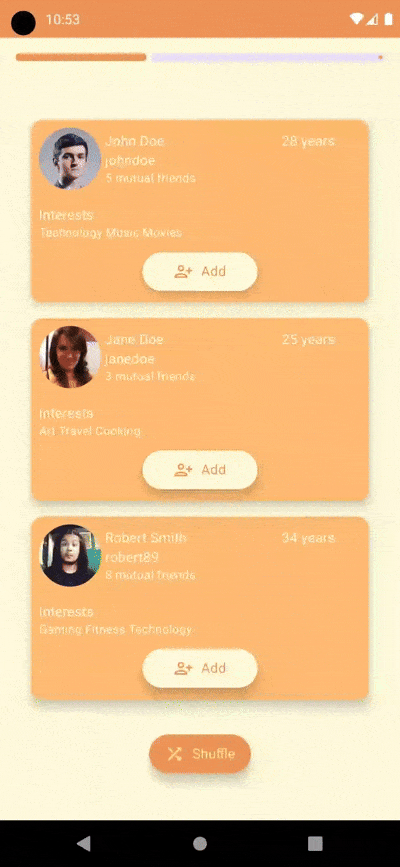 10:53
John Doe 28 years
johndoe
5 mutual friends
Interests
Technology Music Movies
Add
Jane Doe 25 years
janedoe
3 mutual friends
Interests
Art Travel Cooking
Add
Robert Smith 34 years
robert89
8 mutual friends
Interests
Gaming Fitness Technology
Add
Shuffle